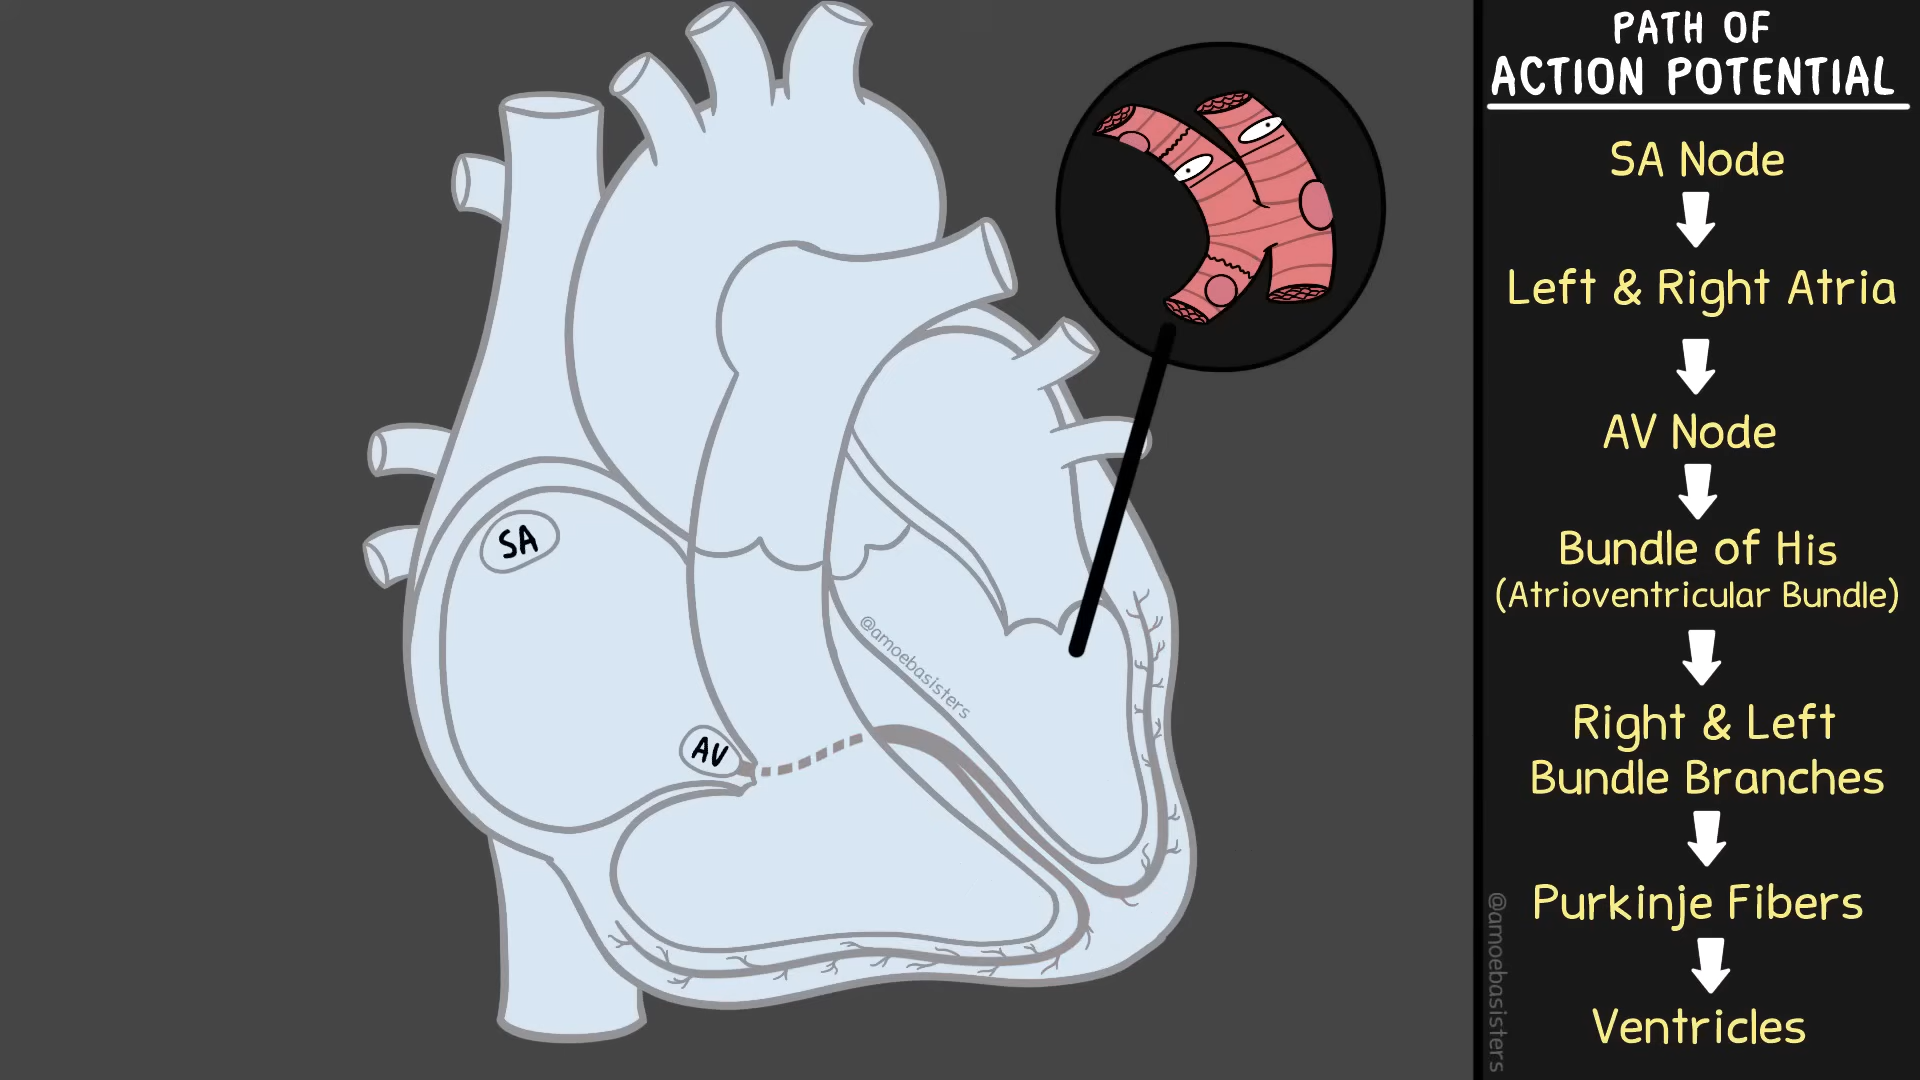 SA
AV
@amoebasisters
PATH OF
ACTION POTENTIAL
SA Node
Left & Right Atria
AV Node
Bundle of His
(Atrioventricular Bundle)
Right & Left
Bundle Branches
Purkinje Fibers
Ventricles
@amoebasisters